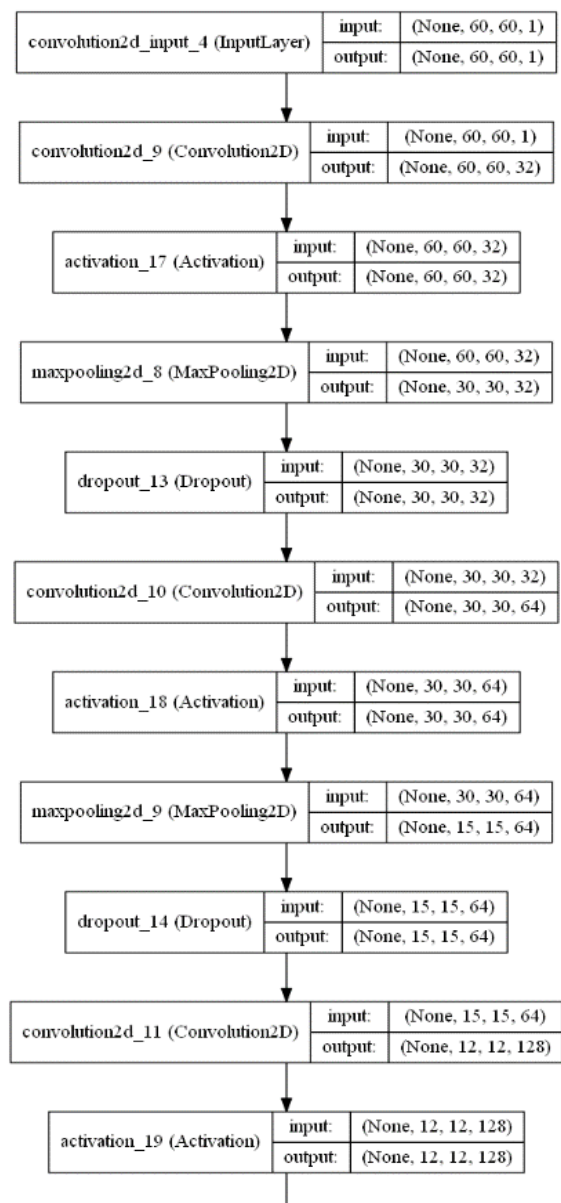 convolution2d_input_4 (InputLayer)
input: (None, 60, 60, 1)
output: (None, 60, 60, 1)
convolution2d_9 (Convolution2D)
input: (None, 60, 60, 1)
output: (None, 60, 60, 32)
activation_17 (Activation)
input: (None, 60, 60, 32)
output: (None, 60, 60, 32)
maxpooling2d_8 (MaxPooling2D)
input: (None, 60, 60, 32)
output: (None, 30, 30, 32)
dropout_13 (Dropout)
input: (None, 30, 30, 32)
output: (None, 30, 30, 32)
convolution2d_10 (Convolution2D)
input: (None, 30, 30, 32)
output: (None, 30, 30, 64)
activation_18 (Activation)
input: (None, 30, 30, 64)
output: (None, 30, 30, 64)
maxpooling2d_9 (MaxPooling2D)
input: (None, 30, 30, 64)
output: (None, 15, 15, 64)
dropout_14 (Dropout)
input: (None, 15, 15, 64)
output: (None, 15, 15, 64)
convolution2d_11 (Convolution2D)
input: (None, 15, 15, 64)
output: (None, 12, 12, 128)
activation_19 (Activation)
input: (None, 12, 12, 128)
output: (None, 12, 12, 128)